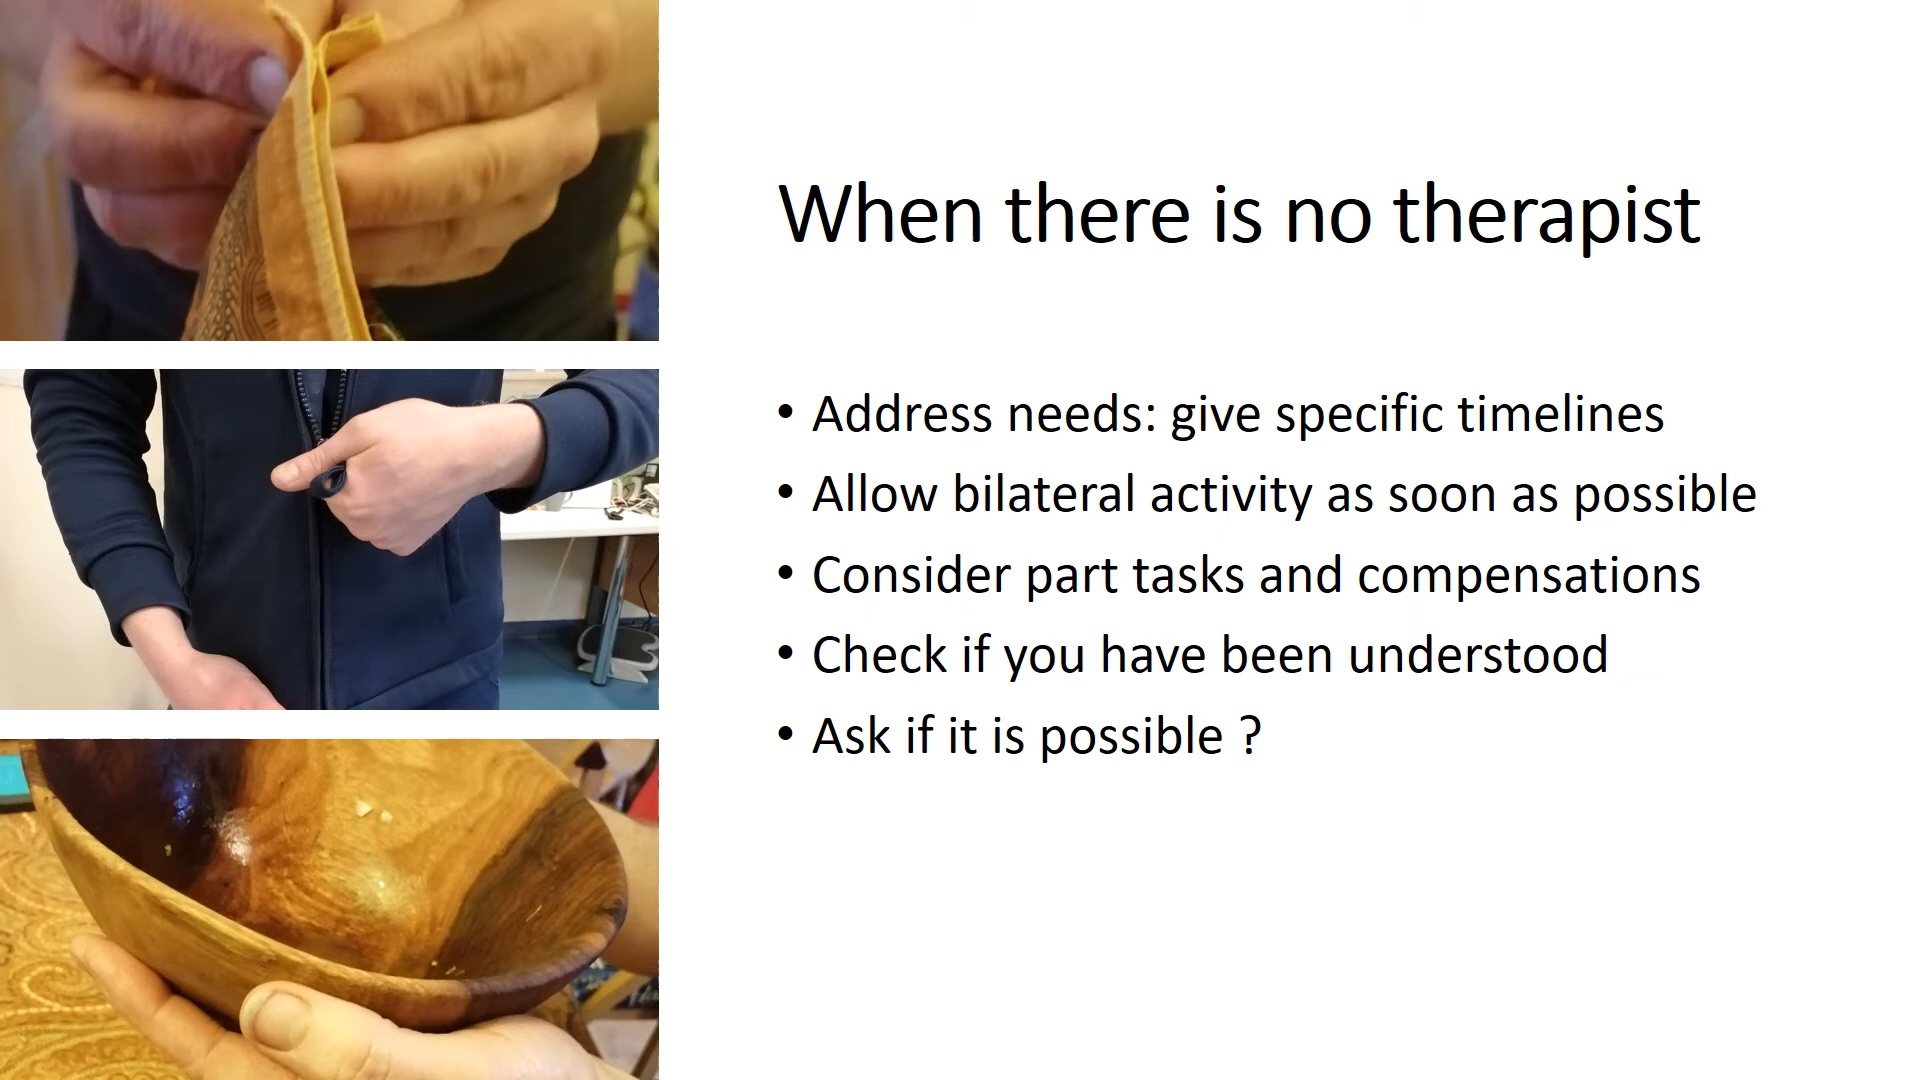 When there is no therapist
• Address needs: give specific timelines
• Allow bilateral activity as soon as possible
• Consider part tasks and compensations
• Check if you have been understood
• Ask if it is possible ?